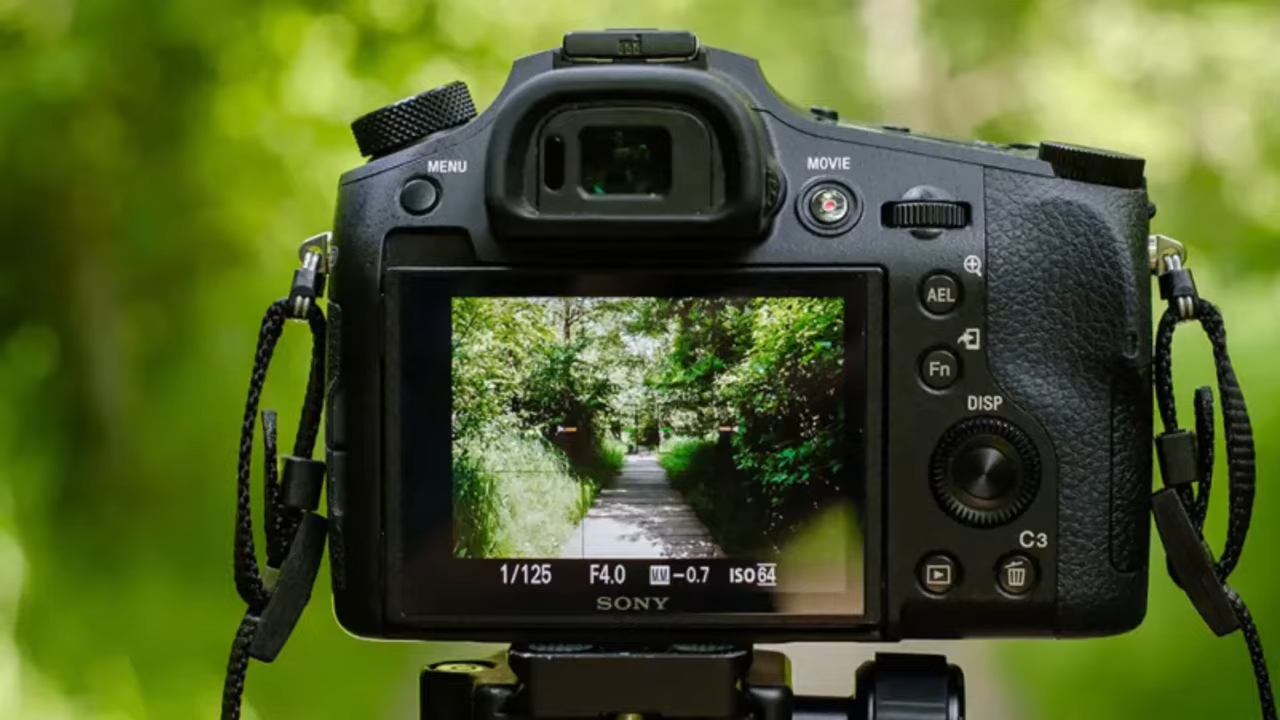 MENU
MOVIE
AEL
Fn
DISP
C3
1/125 F4.0 M.M. −0.7 ISO 64
SONY